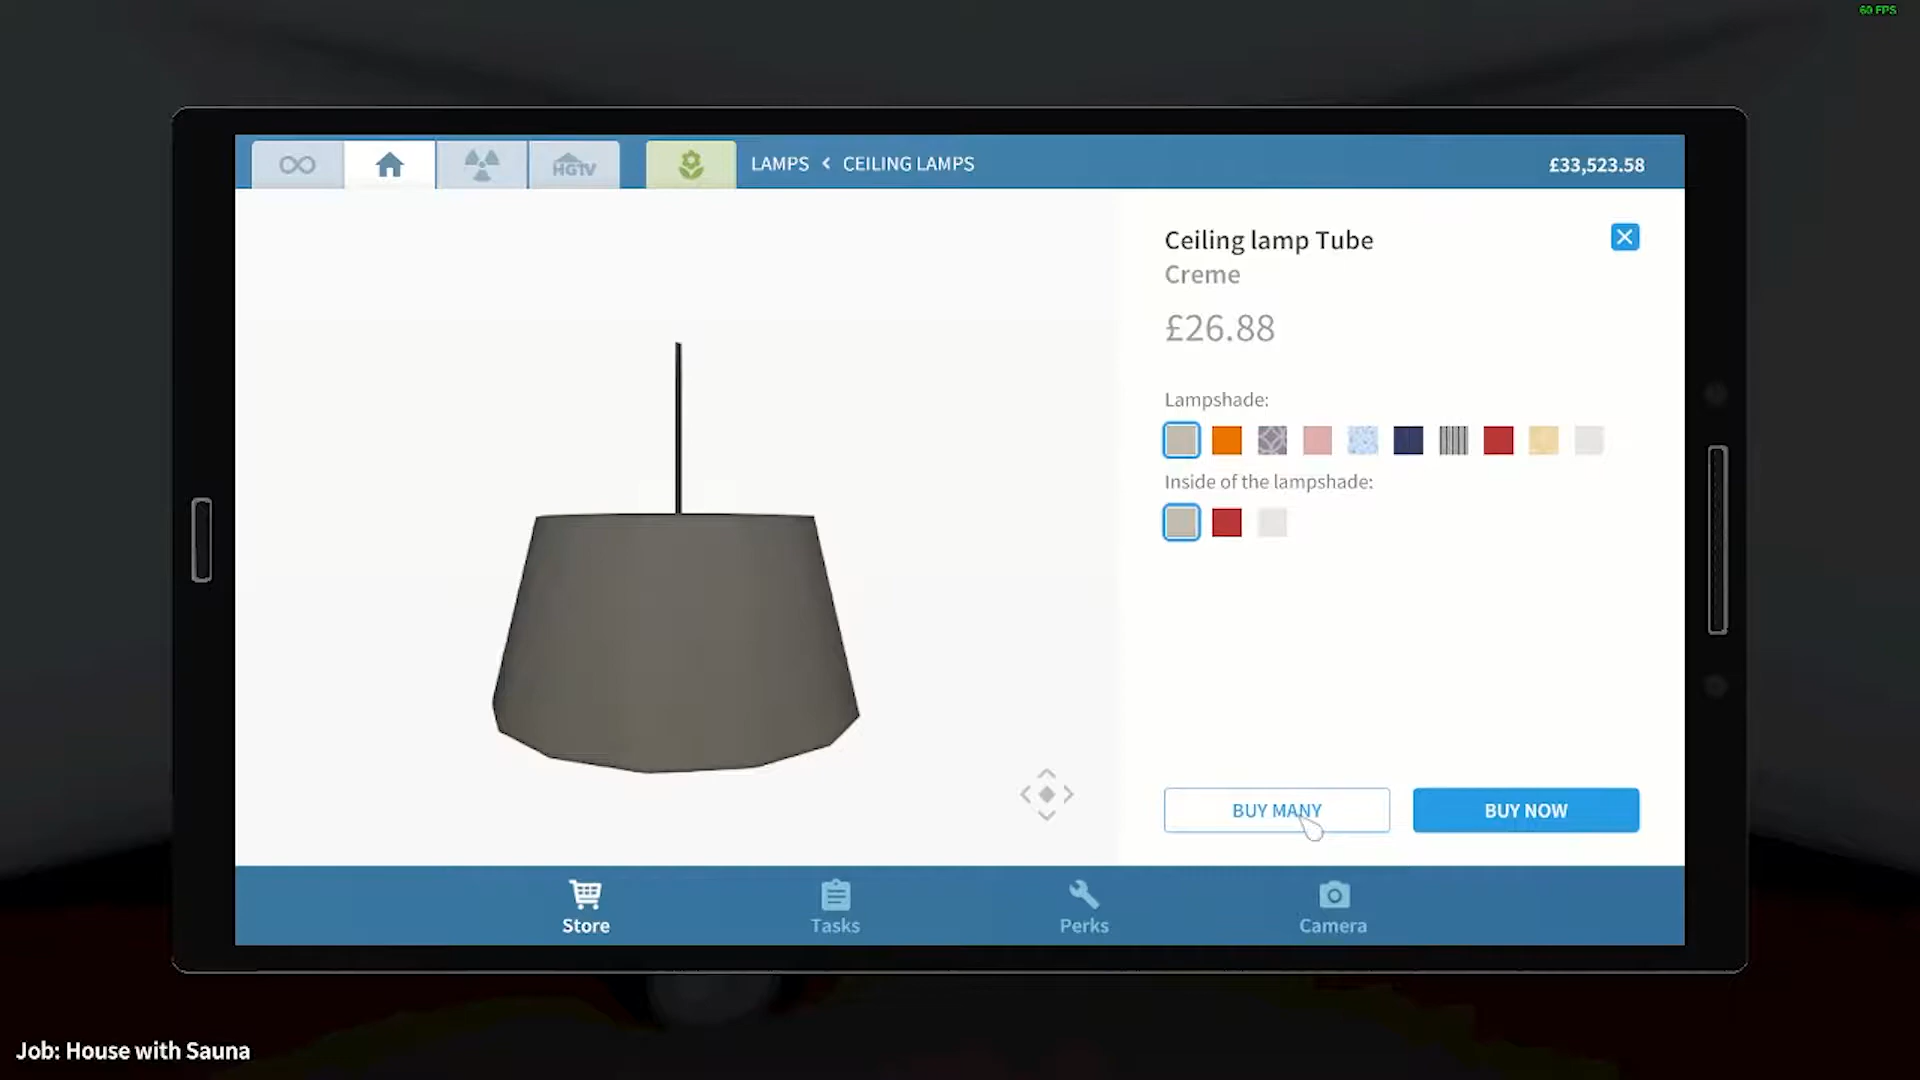 60 FPS
HGTV
LAMPS < CEILING LAMPS
£33,523.58
Ceiling lamp Tube
Creme
£26.88
Lampshade:
Inside of the lampshade:
BUY MANY
BUY NOW
Store
Tasks
Perks
Camera
Job: House with Sauna